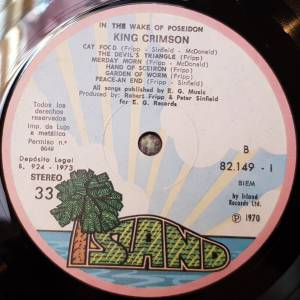 IN THE WAKE OF POSEIDON
KING CRIMSON
CAT FOOD (Fripp - Sinfield - McDonald)
THE DEVIL'S TRIANGLE (Fripp)
MERDAY MORN (Fripp - McDonald)
HAND OF SCEIRON (Fripp)
GARDEN OF WORM (Fripp)
PEACE-AN END (Fripp)
All songs published by E. G. Music
Produced by: Robert Fripp & Peter Sinfield
for E. G. Records
Todos los
derechos
reservados
Imp. de Lujo
e metálico
Permiso n.º
8649
Depósito Legal
B. 924 - 1973
STEREO
33
B
82.149 - I
BIEM
by Island
Records Ltd.
℗ 1970
ISLAND